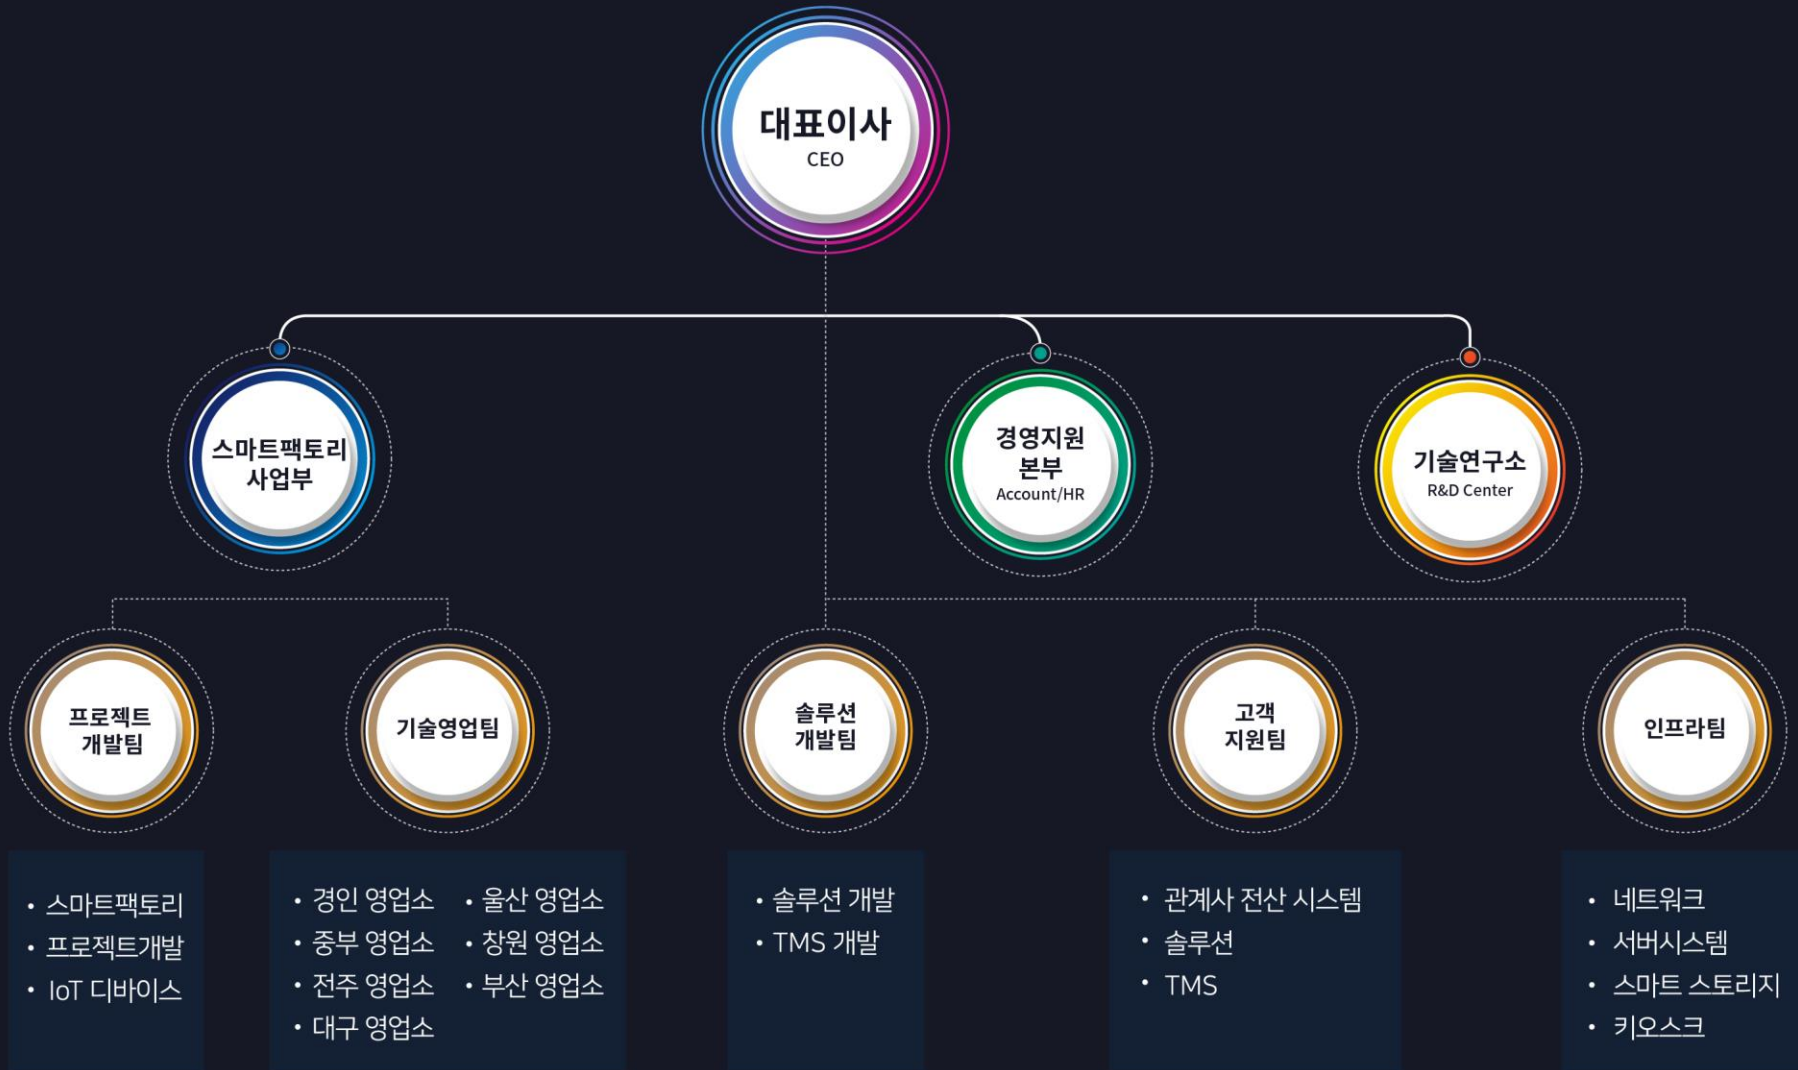 대표이사
CEO
스마트팩토리
사업부
경영지원
본부
Account/HR
기술연구소
R&D Center
프로젝트
개발팀
기술영업팀
솔루션
개발팀
고객
지원팀
인프라팀
• 스마트팩토리
• 프로젝트개발
• IoT 디바이스
• 경인 영업소
• 중부 영업소
• 전주 영업소
• 대구 영업소
• 울산 영업소
• 창원 영업소
• 부산 영업소
• 솔루션 개발
• TMS 개발
• 관계사 전산 시스템
• 솔루션
• TMS
• 네트워크
• 서버시스템
• 스마트 스토리지
• 키오스크